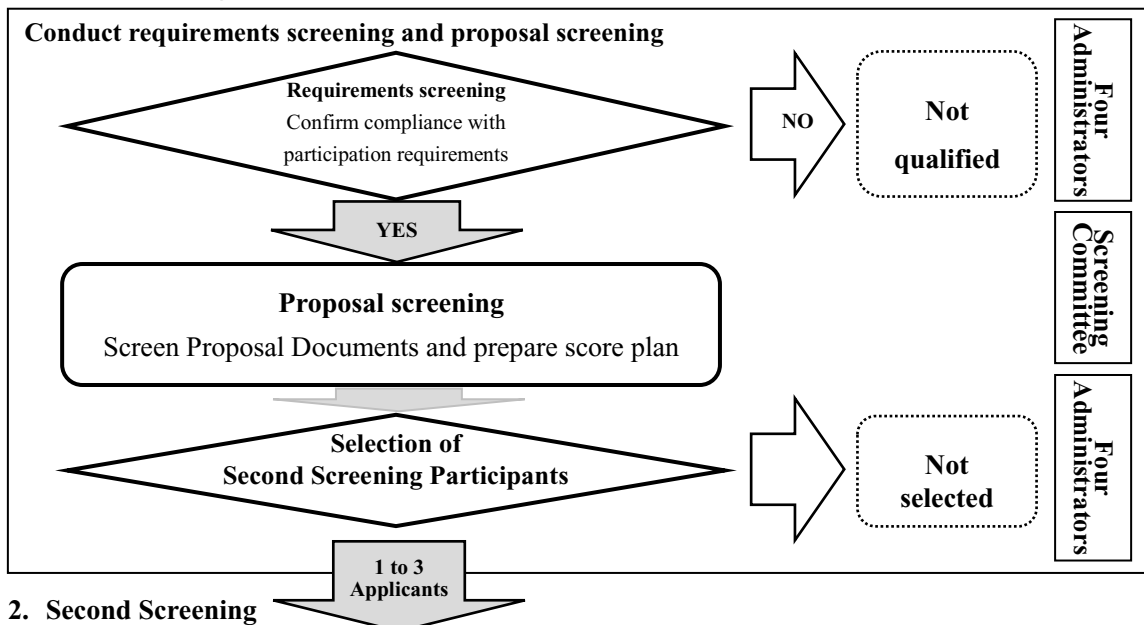 Conduct requirements screening and proposal screening
Requirements screening
Confirm compliance with
participation requirements
NO
Not
qualified
Four
Administrators
YES
Screening
Committee
Proposal screening
Screen Proposal Documents and prepare score plan
Selection of
Second Screening Participants
Not
selected
Four
Administrators
1 to 3
Applicants
2. Second Screening